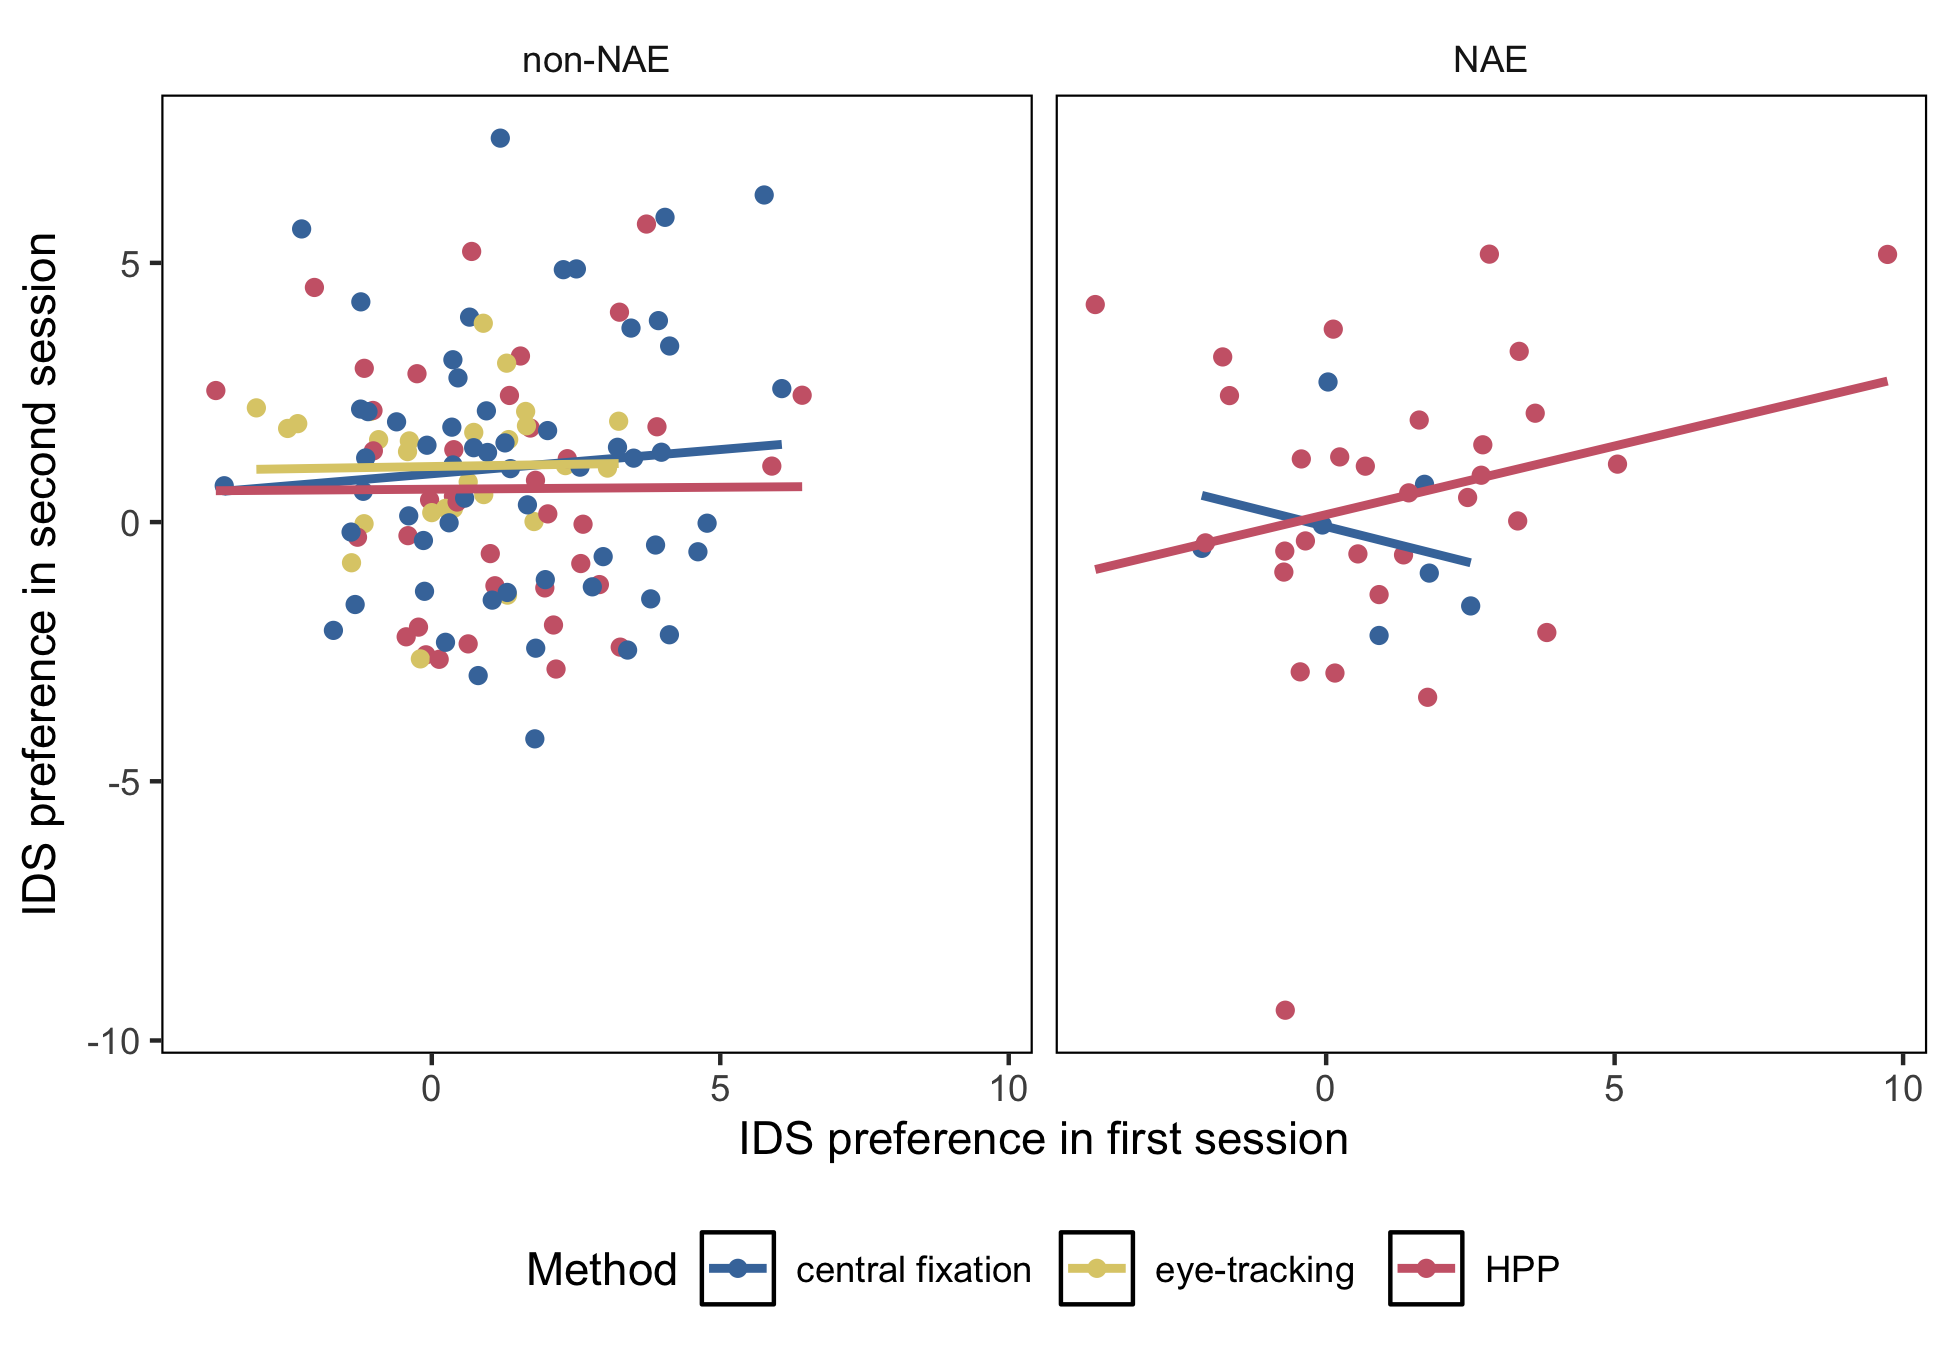 non-NAE
NAE
IDS preference in second session
5
0
-5
-10
0 5 10
0 5 10
IDS preference in first session
Method central fixation eye-tracking HPP